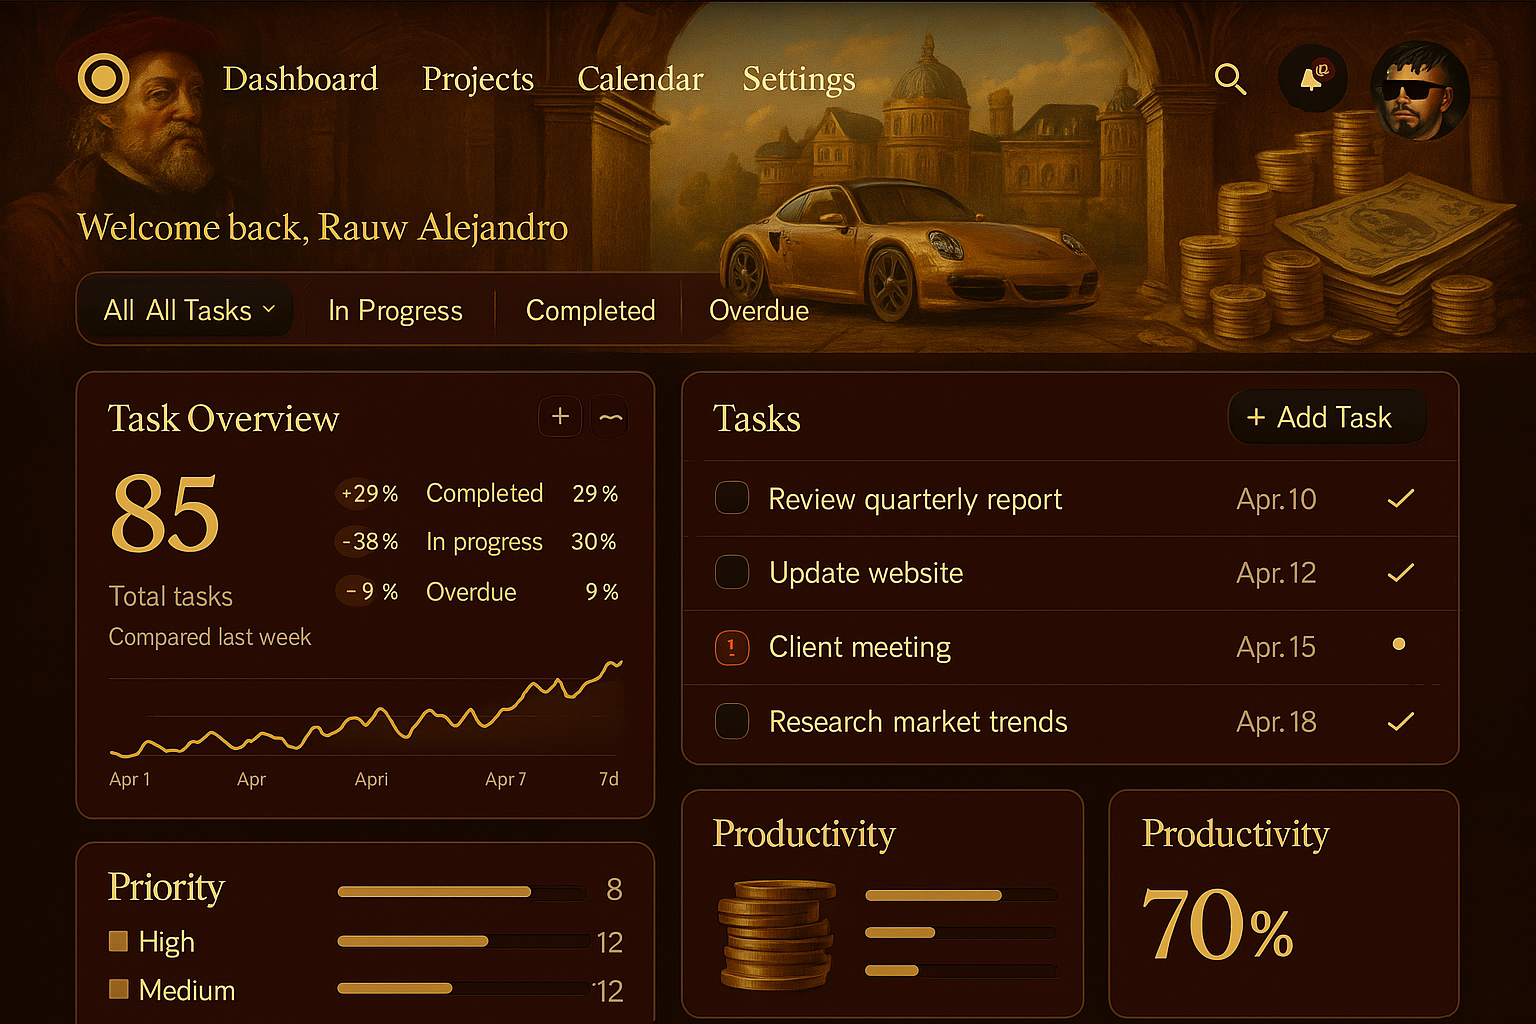 Dashboard Projects Calendar Settings
Welcome back, Rauw Alejandro
All All Tasks In Progress Completed Overdue
Task Overview
85
Total tasks
Compared last week
+29% Completed 29%
-38% In progress 30%
-9 % Overdue 9%
Apr 1 Apr Apri Apr 7 7d
Tasks
+ Add Task
Review quarterly report Apr.10
Update website Apr.12
1 Client meeting Apr.15
Research market trends Apr.18
Priority 8
High 12
Medium 12
Productivity
Productivity
70%